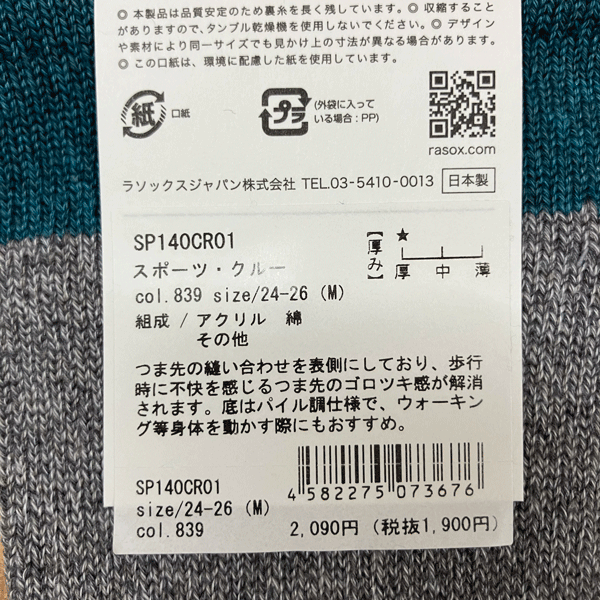 ◎ 本製品は品質安定のため裏糸を長く残しています。◎ 収縮すること
がありますので、タンブル乾燥機を使用しないでください。◎ デザイン
や素材により同一サイズでも見かけ上の寸法が異なる場合があります。
◎ この口紙は、環境に配慮した紙を使用しています。
紙 口紙
プラ (外袋に入って
いる場合:PP)
rasox.com
ラソックスジャパン株式会社 TEL.03-5410-0013 日本製
SP140CR01
スポーツ・クルー
【厚み】 ★
厚 中 薄
col.839 size/24-26 (M)
組成 / アクリル 綿
その他
つま先の縫い合わせを表側にしており、歩行
時に不快を感じるつま先のゴロツキ感が解消
されます。底はパイル調仕様で、ウォーキン
グ等身体を動かす際にもおすすめ。
SP140CR01
size/24-26 (M)
col.839
4 582275 073676
2,090円 (税抜1,900円)